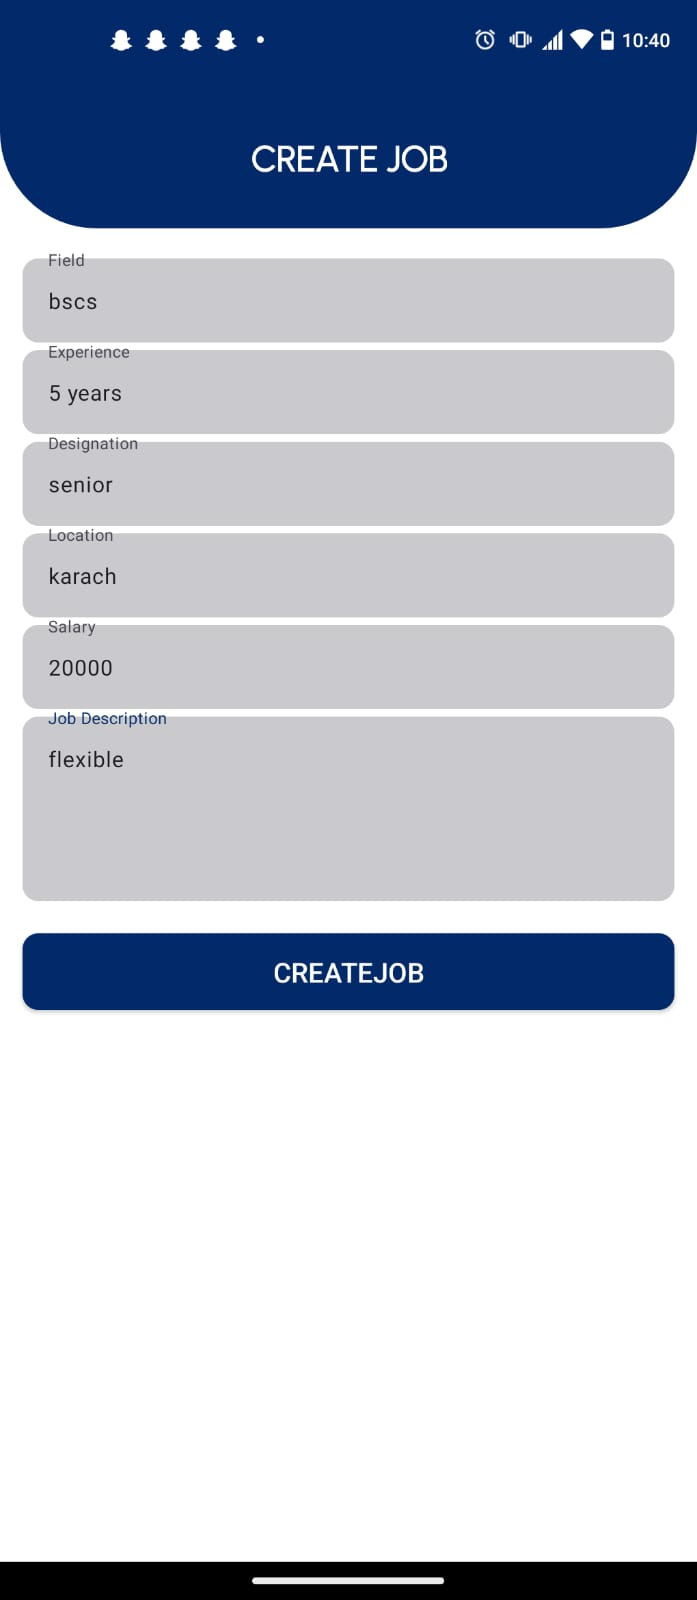 10:40
CREATE JOB
Field
bscs
Experience
5 years
Designation
senior
Location
karach
Salary
20000
Job Description
flexible
CREATEJOB